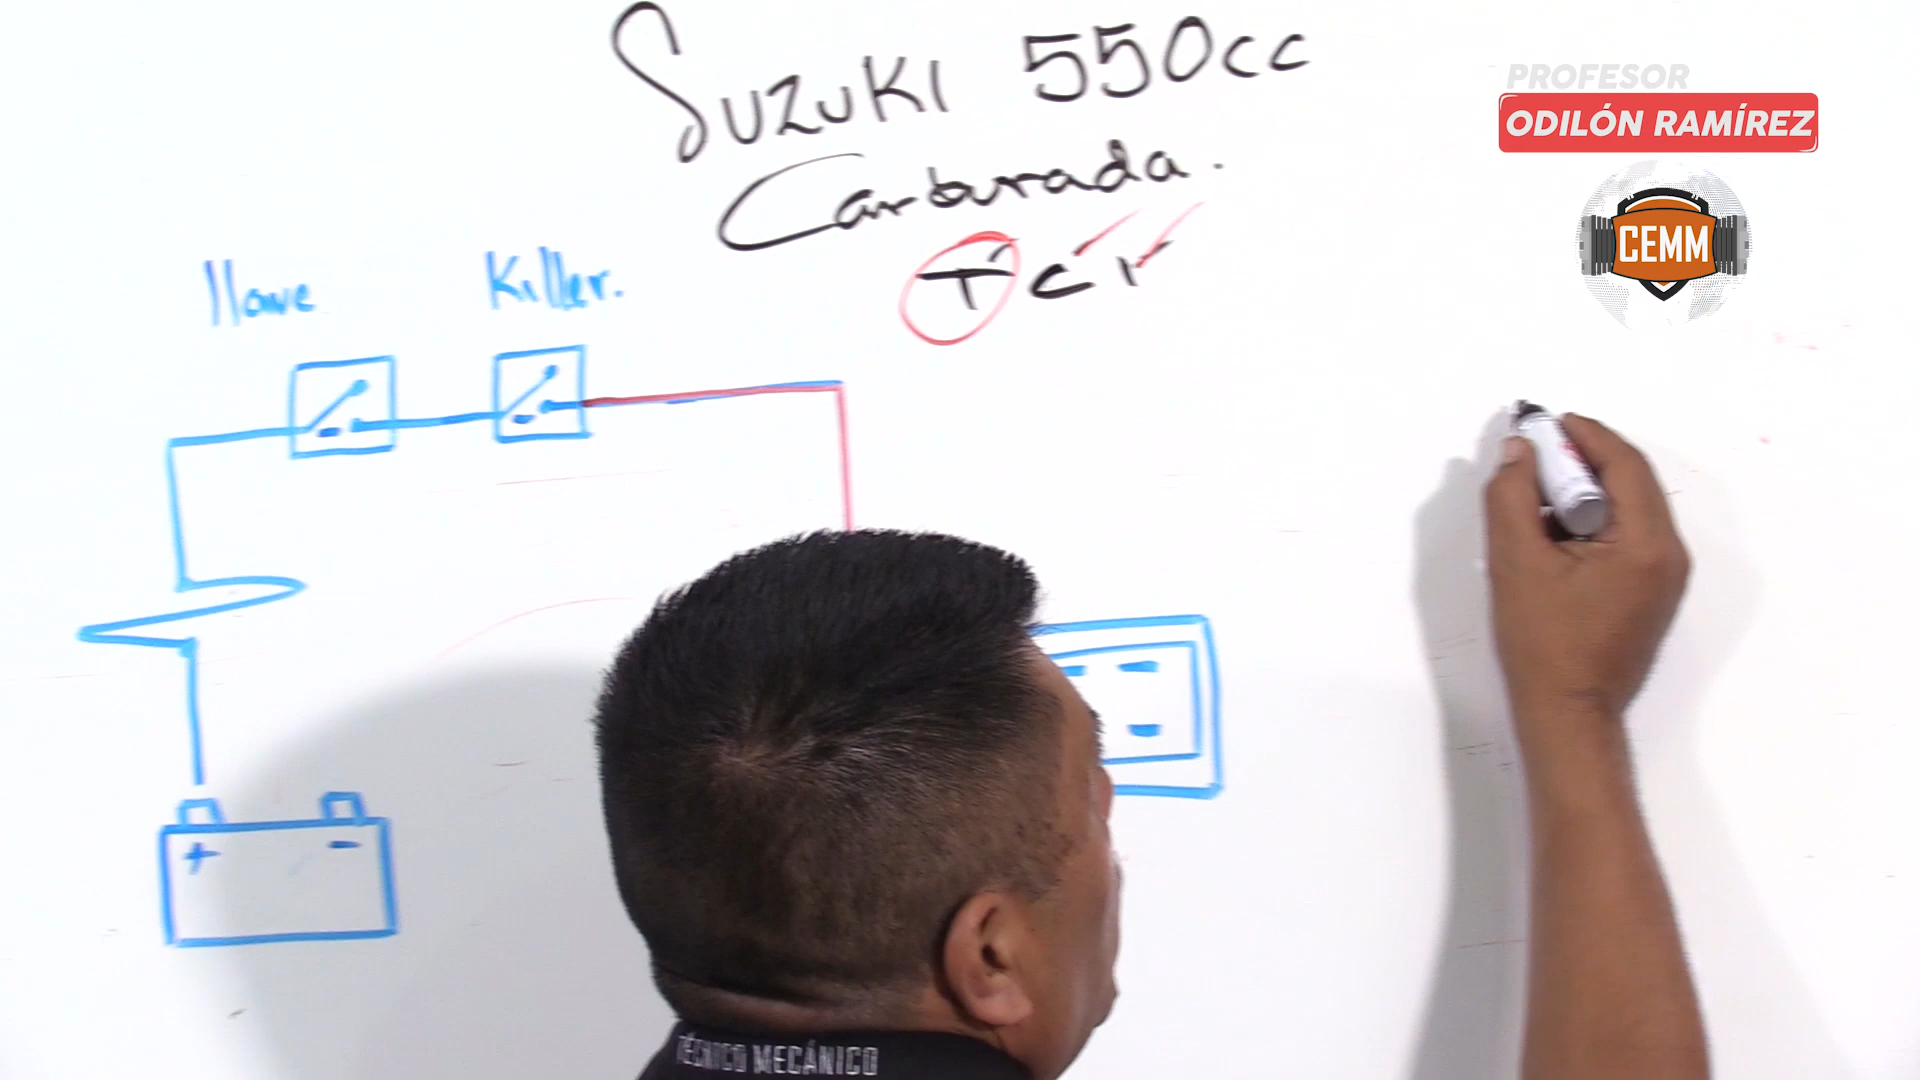 Suzuki 550cc
Carburada.
TCI
PROFESOR
ODILÓN RAMÍREZ
CEMM
llave
Killer.
+ -
TÉCNICO MECÁNICO